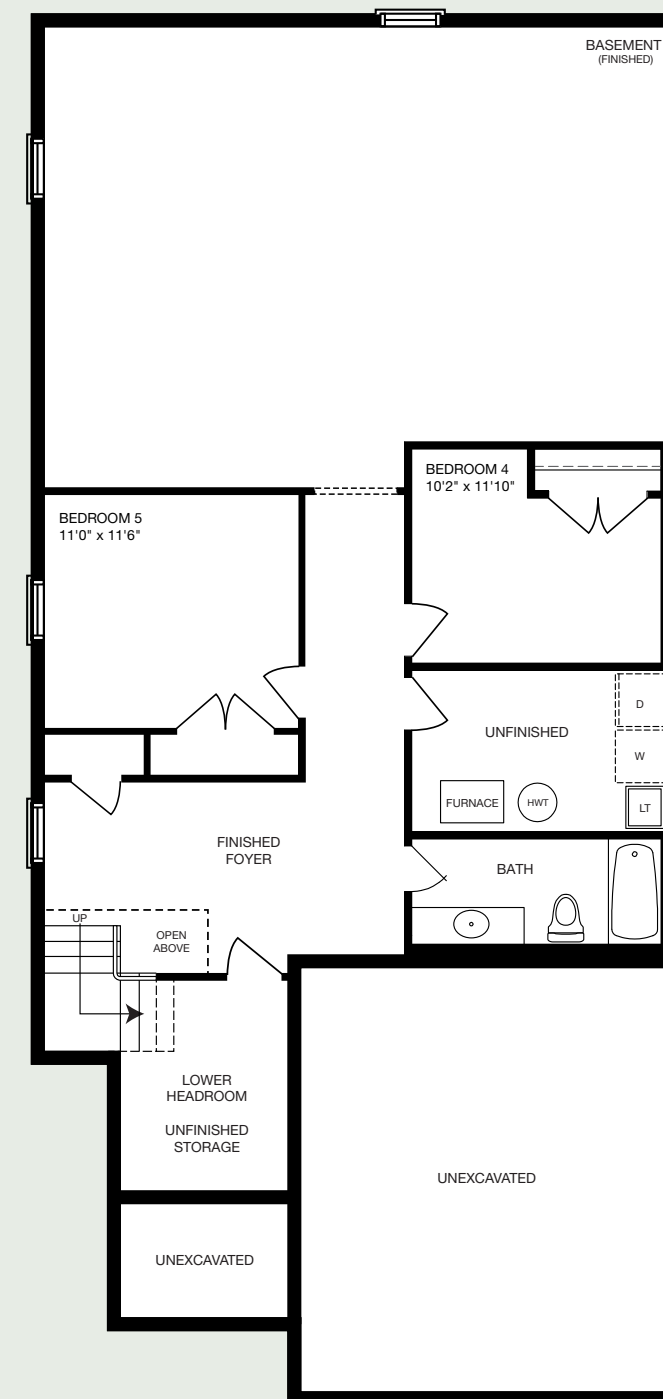 BASEMENT
(FINISHED)
BEDROOM 4
10'2" x 11'10"
BEDROOM 5
11'0" x 11'6"
D
UNFINISHED
W
FURNACE
HWT
LT
FINISHED
FOYER
BATH
UP
OPEN
ABOVE
LOWER
HEADROOM
UNFINISHED
STORAGE
UNEXCAVATED
UNEXCAVATED